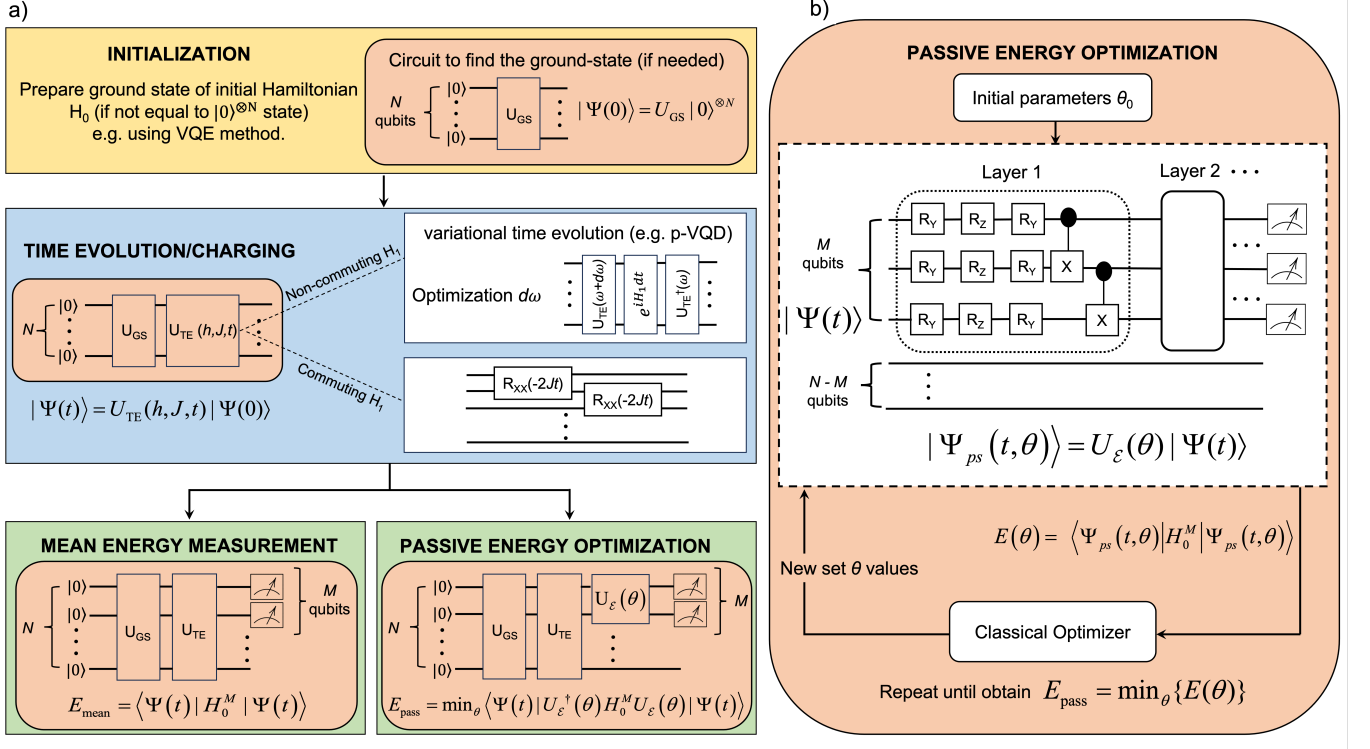 a)
INITIALIZATION
Prepare ground state of initial Hamiltonian
H₀ (if not equal to |0⟩^⊗N state)
e.g. using VQE method.
Circuit to find the ground-state (if needed)
N
qubits
|0⟩
|0⟩
U_GS
|Ψ(0)⟩ = U_GS |0⟩^⊗N
TIME EVOLUTION/CHARGING
N
|0⟩
|0⟩
U_GS
U_TE (h,J,t)
|Ψ(t)⟩ = U_TE (h, J, t) |Ψ(0)⟩
Non-commuting H₁
Commuting H₁
variational time evolution (e.g. p-VQD)
Optimization dω
U_TE(ω+dω)
e^{iH₁dt}
U_TE†(ω)
R_XX(-2Jt)
R_XX(-2Jt)
MEAN ENERGY MEASUREMENT
N
|0⟩
|0⟩
|0⟩
U_GS
U_TE
M
qubits
E_mean = ⟨Ψ(t) | H₀^M | Ψ(t)⟩
PASSIVE ENERGY OPTIMIZATION
N
|0⟩
|0⟩
|0⟩
U_GS
U_TE
U_ℰ(θ)
M
E_pass = min_θ ⟨Ψ(t) | U_ℰ†(θ) H₀^M U_ℰ(θ) | Ψ(t)⟩
b)
PASSIVE ENERGY OPTIMIZATION
Initial parameters θ₀
Layer 1
Layer 2 · · ·
M
qubits
R_Y R_Z R_Y
R_Y R_Z R_Y X
R_Y R_Z R_Y X
|Ψ(t)⟩
N - M
qubits
|Ψ_ps (t,θ)⟩ = U_ℰ(θ) |Ψ(t)⟩
E(θ) = ⟨Ψ_ps (t,θ)|H₀^M|Ψ_ps (t,θ)⟩
New set θ values
Classical Optimizer
Repeat until obtain E_pass = min_θ {E(θ)}